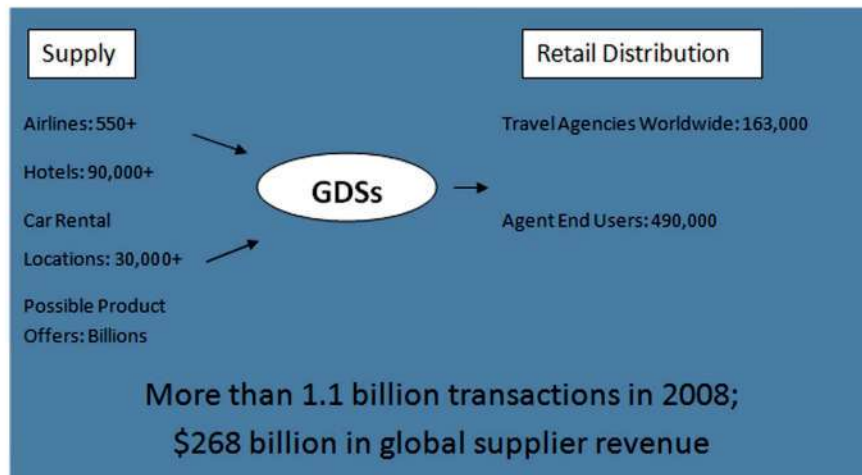 Supply
Airlines: 550+
Hotels: 90,000+
Car Rental
Locations: 30,000+
Possible Product
Offers: Billions
GDSs
Retail Distribution
Travel Agencies Worldwide: 163,000
Agent End Users: 490,000
More than 1.1 billion transactions in 2008;
$268 billion in global supplier revenue